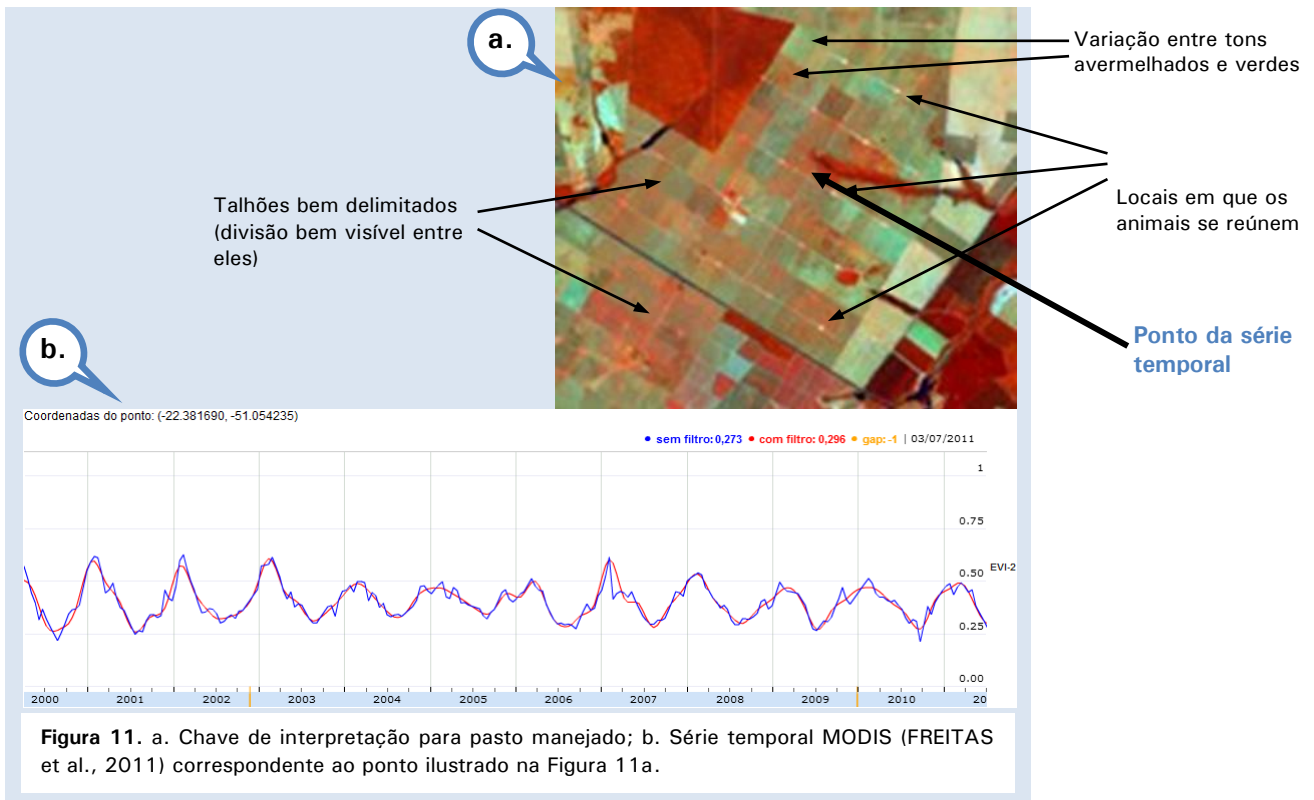 a.
Variação entre tons
avermelhados e verdes
Talhões bem delimitados
(divisão bem visível entre
eles)
Locais em que os
animais se reúnem
Ponto da série
temporal
b.
Coordenadas do ponto: (-22.381690, -51.054235)
sem filtro: 0,273 com filtro: 0,296 gap: -1 | 03/07/2011
1
0.75
0.50 EVI-2
0.25
0.00
2000 2001 2002 2003 2004 2005 2006 2007 2008 2009 2010 20
Figura 11. a. Chave de interpretação para pasto manejado; b. Série temporal MODIS (FREITAS
et al., 2011) correspondente ao ponto ilustrado na Figura 11a.